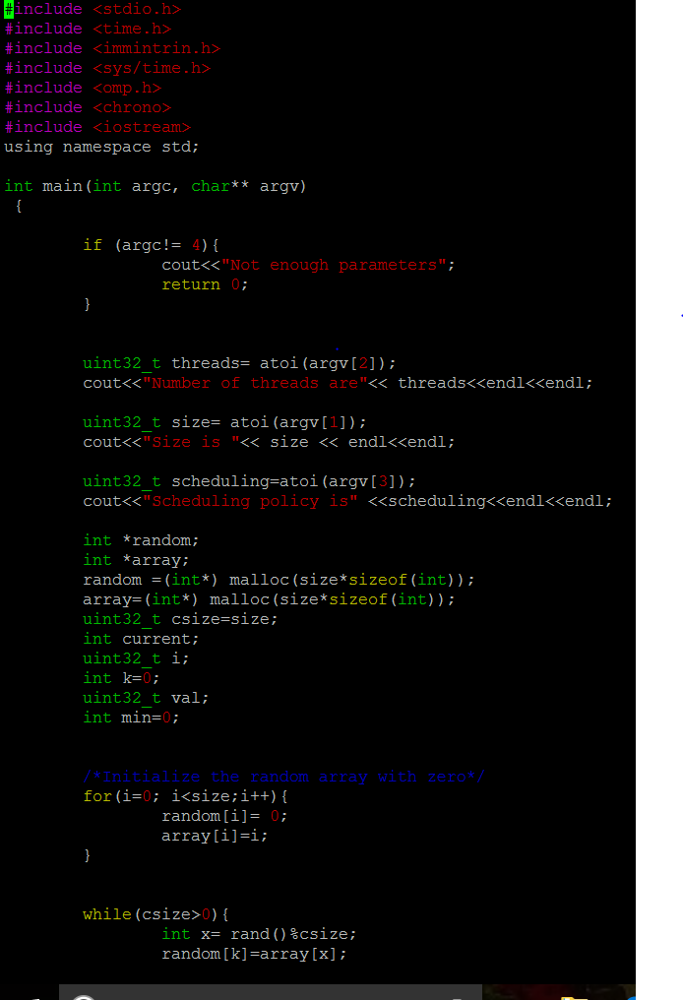 #include <stdio.h>
#include <time.h>
#include <immintrin.h>
#include <sys/time.h>
#include <omp.h>
#include <chrono>
#include <iostream>
using namespace std;
int main(int argc, char** argv)
{
if (argc!= 4){
cout<<"Not enough parameters";
return 0;
}
uint32_t threads= atoi(argv[2]);
cout<<"Number of threads are"<< threads<<endl<<endl;
uint32_t size= atoi(argv[1]);
cout<<"Size is "<< size << endl<<endl;
uint32_t scheduling=atoi(argv[3]);
cout<<"Scheduling policy is" <<scheduling<<endl<<endl;
int *random;
int *array;
random =(int*) malloc(size*sizeof(int));
array=(int*) malloc(size*sizeof(int));
uint32_t csize=size;
int current;
uint32_t i;
int k=0;
uint32_t val;
int min=0;
/*Initialize the random array with zero*/
for(i=0; i<size;i++){
random[i]= 0;
array[i]=i;
}
while(csize>0){
int x= rand()%csize;
random[k]=array[x];